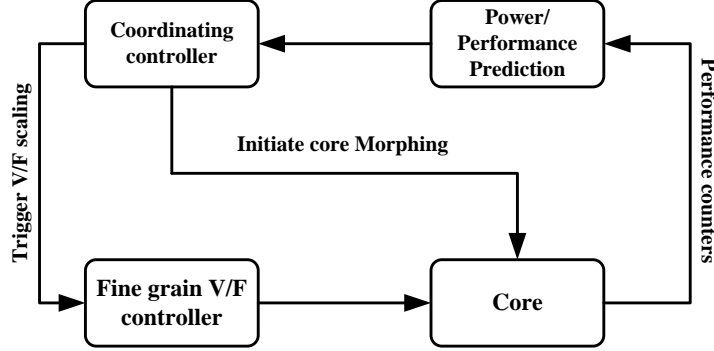 Coordinating
controller
Power/
Performance
Prediction
Trigger V/F scaling
Initiate core Morphing
Performance counters
Fine grain V/F
controller
Core